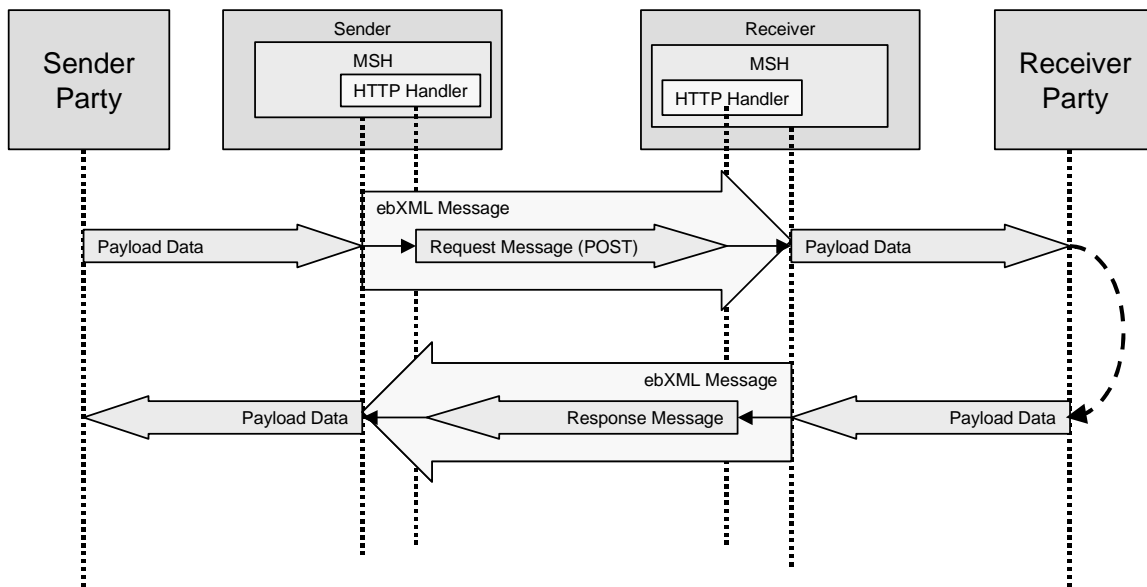 Sender
Party
Sender
MSH
HTTP Handler
Receiver
MSH
HTTP Handler
Receiver
Party
ebXML Message
Payload Data
Request Message (POST)
Payload Data
ebXML Message
Payload Data
Response Message
Payload Data